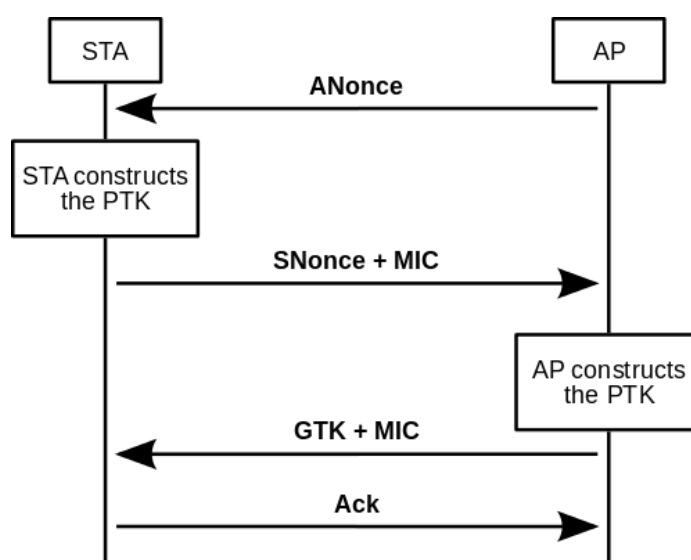 STA
AP
ANonce
STA constructs
the PTK
SNonce + MIC
AP constructs
the PTK
GTK + MIC
Ack